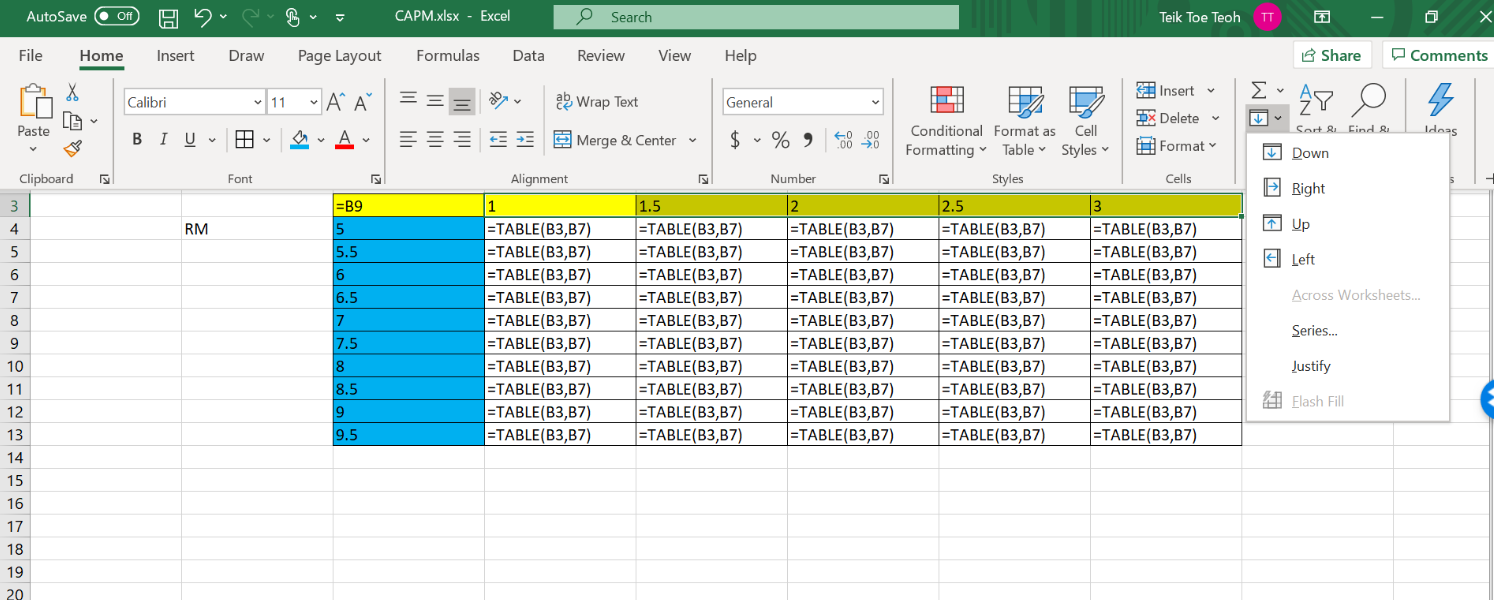 AutoSave Off CAPM.xlsx - Excel Search Teik Toe Teoh TT
File Home Insert Draw Page Layout Formulas Data Review View Help Share Comments
Paste
Calibri 11 A A
B I U A
Wrap Text
Merge & Center
General
$ % 9 .00 .00
Conditional Formatting
Format as Table
Cell Styles
Insert
Delete
Format
Sort & Find &
Ideas
Clipboard Font Alignment Number Styles Cells
Down
Right
Up
Left
Across Worksheets...
Series...
Justify
Flash Fill
3 =B9 1 1.5 2 2.5 3
4 RM 5 =TABLE(B3,B7) =TABLE(B3,B7) =TABLE(B3,B7) =TABLE(B3,B7) =TABLE(B3,B7)
5 5.5 =TABLE(B3,B7) =TABLE(B3,B7) =TABLE(B3,B7) =TABLE(B3,B7) =TABLE(B3,B7)
6 6 =TABLE(B3,B7) =TABLE(B3,B7) =TABLE(B3,B7) =TABLE(B3,B7) =TABLE(B3,B7)
7 6.5 =TABLE(B3,B7) =TABLE(B3,B7) =TABLE(B3,B7) =TABLE(B3,B7) =TABLE(B3,B7)
8 7 =TABLE(B3,B7) =TABLE(B3,B7) =TABLE(B3,B7) =TABLE(B3,B7) =TABLE(B3,B7)
9 7.5 =TABLE(B3,B7) =TABLE(B3,B7) =TABLE(B3,B7) =TABLE(B3,B7) =TABLE(B3,B7)
10 8 =TABLE(B3,B7) =TABLE(B3,B7) =TABLE(B3,B7) =TABLE(B3,B7) =TABLE(B3,B7)
11 8.5 =TABLE(B3,B7) =TABLE(B3,B7) =TABLE(B3,B7) =TABLE(B3,B7) =TABLE(B3,B7)
12 9 =TABLE(B3,B7) =TABLE(B3,B7) =TABLE(B3,B7) =TABLE(B3,B7) =TABLE(B3,B7)
13 9.5 =TABLE(B3,B7) =TABLE(B3,B7) =TABLE(B3,B7) =TABLE(B3,B7) =TABLE(B3,B7)
14
15
16
17
18
19
20